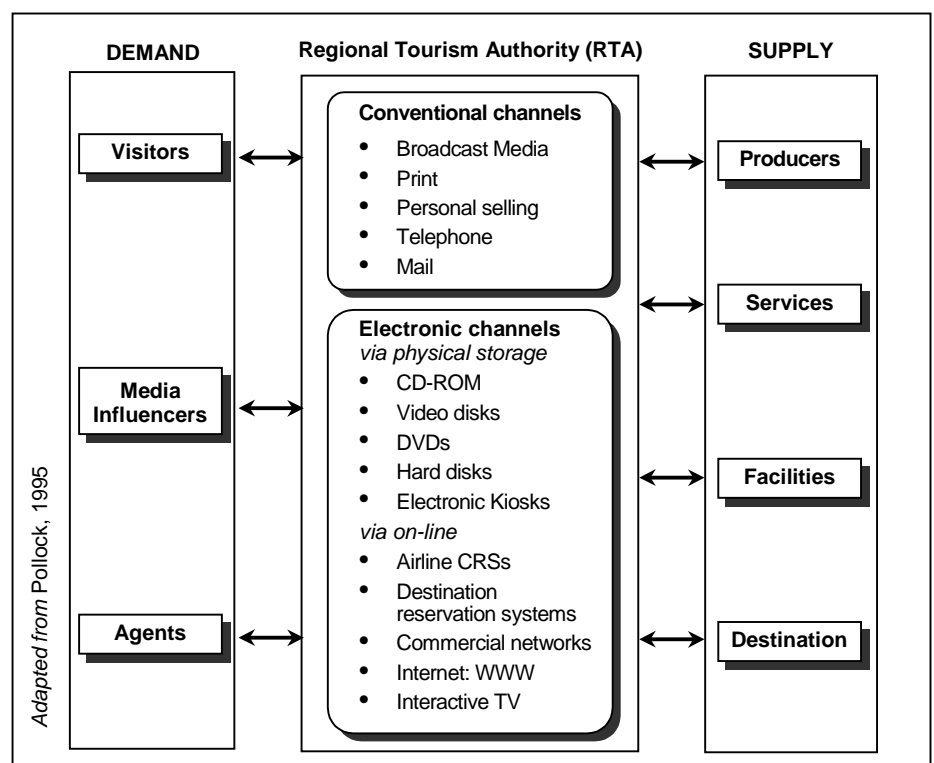 DEMAND
Visitors
Media
Influencers
Agents
Regional Tourism Authority (RTA)
Conventional channels
• Broadcast Media
• Print
• Personal selling
• Telephone
• Mail
Electronic channels
via physical storage
• CD-ROM
• Video disks
• DVDs
• Hard disks
• Electronic Kiosks
via on-line
• Airline CRSs
• Destination
reservation systems
• Commercial networks
• Internet: WWW
• Interactive TV
SUPPLY
Producers
Services
Facilities
Destination
Adapted from Pollock, 1995